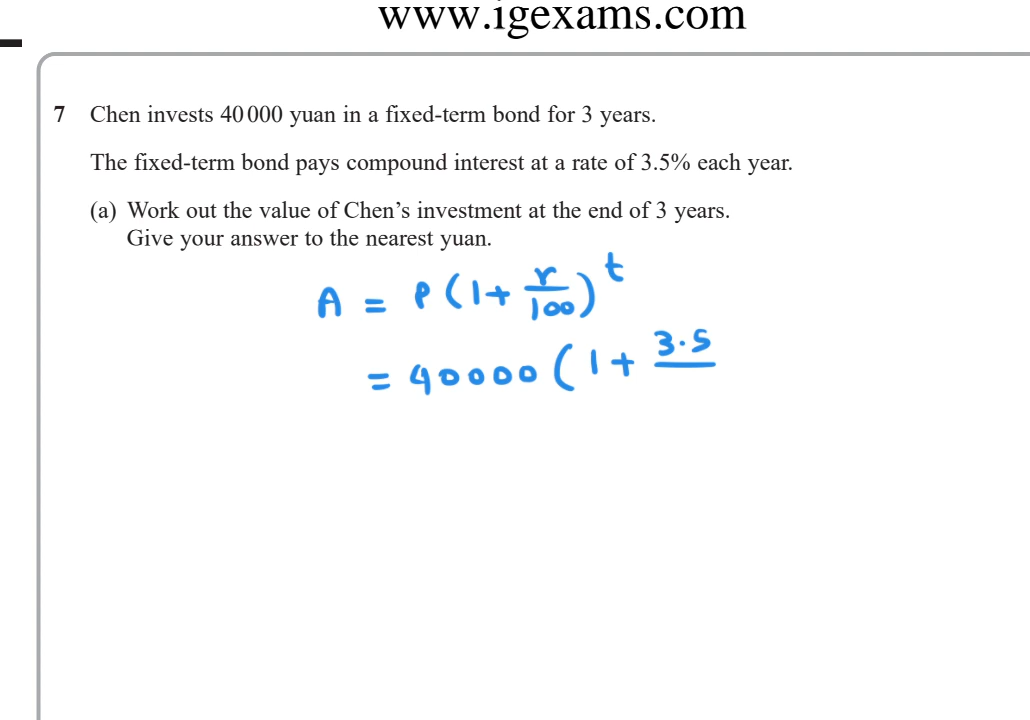 www.igexams.com
7 Chen invests 40 000 yuan in a fixed-term bond for 3 years.
The fixed-term bond pays compound interest at a rate of 3.5% each year.
(a) Work out the value of Chen’s investment at the end of 3 years.
Give your answer to the nearest yuan.
A = P(1+r/100)^t
= 40000(1+3.5